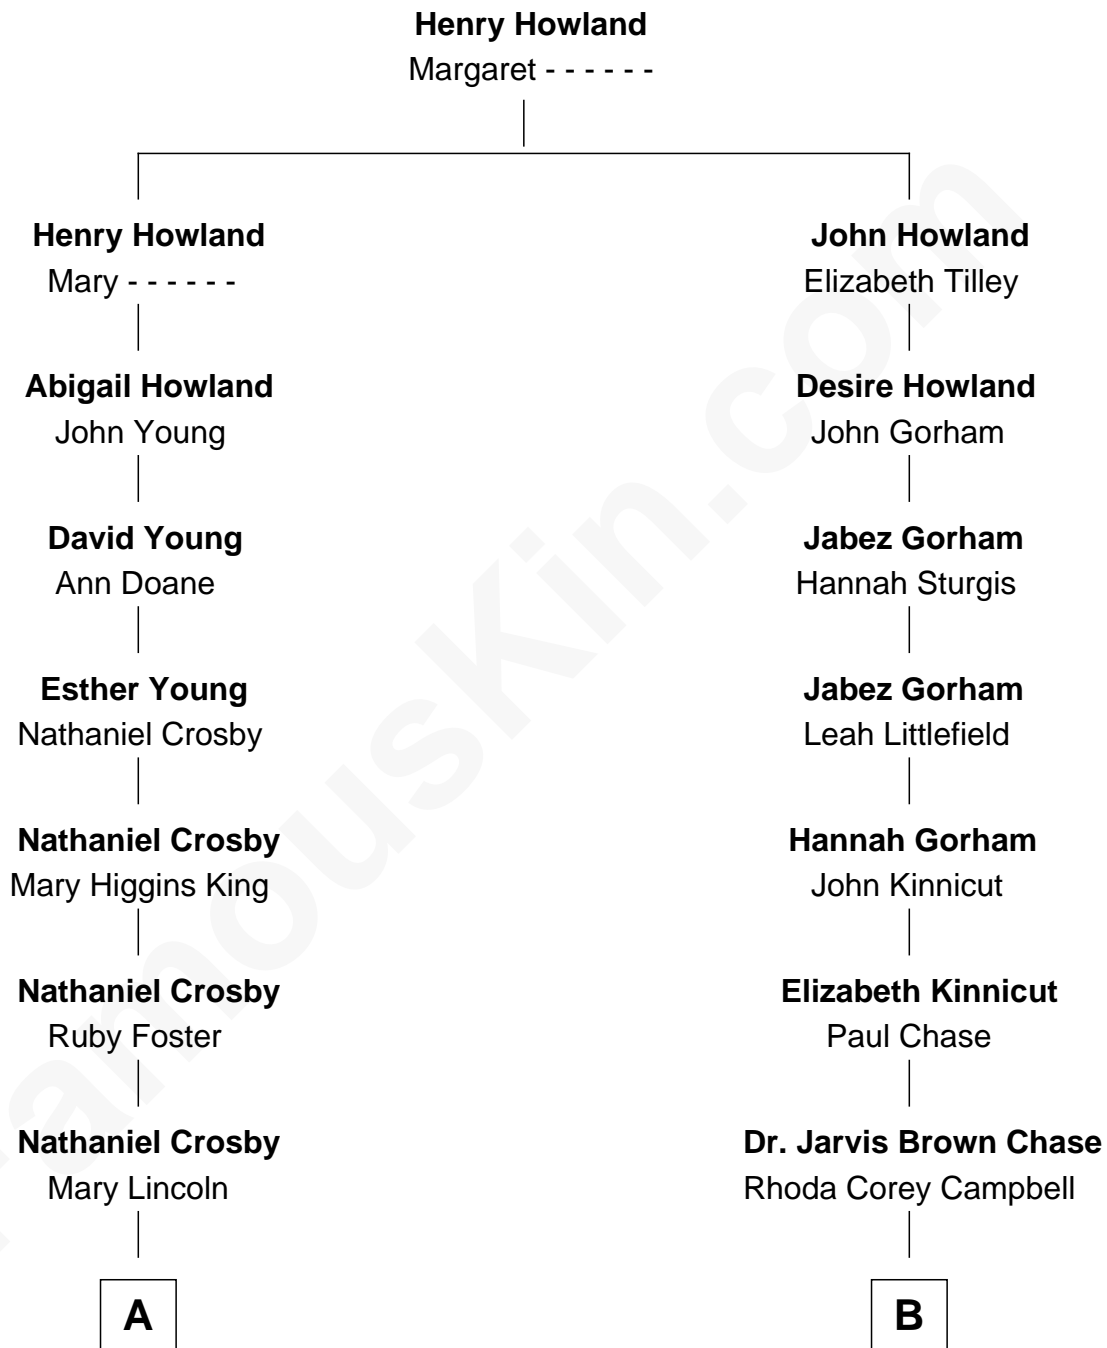 Henry Howland
Margaret - - - - - -
Henry Howland
Mary - - - - - -
John Howland
Elizabeth Tilley
Abigail Howland
John Young
Desire Howland
John Gorham
David Young
Ann Doane
Jabez Gorham
Hannah Sturgis
Esther Young
Nathaniel Crosby
Jabez Gorham
Leah Littlefield
Nathaniel Crosby
Mary Higgins King
Hannah Gorham
John Kinnicut
Nathaniel Crosby
Ruby Foster
Elizabeth Kinnicut
Paul Chase
Nathaniel Crosby
Mary Lincoln
Dr. Jarvis Brown Chase
Rhoda Corey Campbell
A
B
FamousKin.com